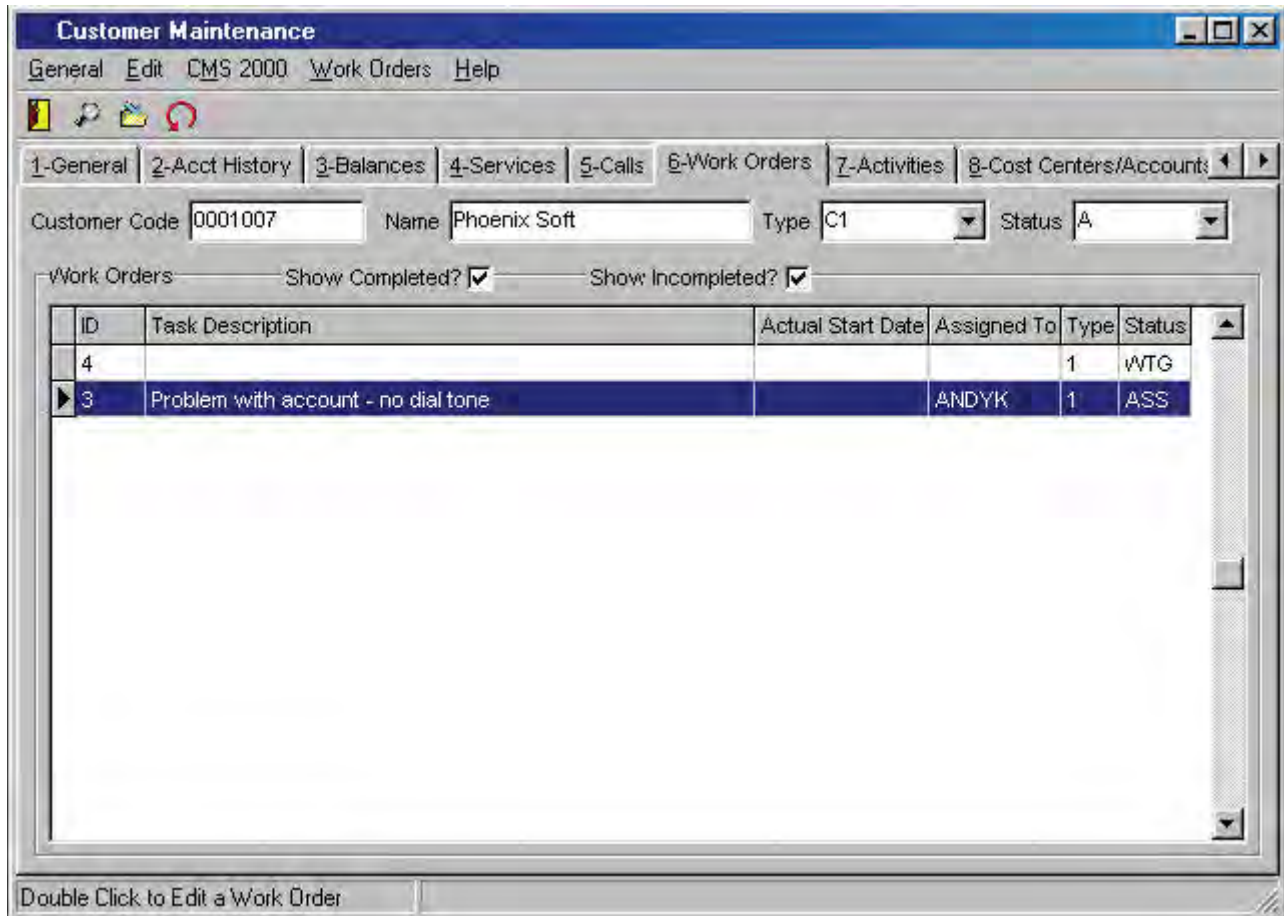 Customer Maintenance
General Edit CMS 2000 Work Orders Help
1-General 2-Acct History 3-Balances 4-Services 5-Calls 6-Work Orders 7-Activities 8-Cost Centers/Accounts
Customer Code 0001007 Name Phoenix Soft Type C1 Status A
Work Orders Show Completed? Show Incompleted?
ID Task Description Actual Start Date Assigned To Type Status
4 1 WTG
3 Problem with account - no dial tone ANDYK 1 ASS
Double Click to Edit a Work Order